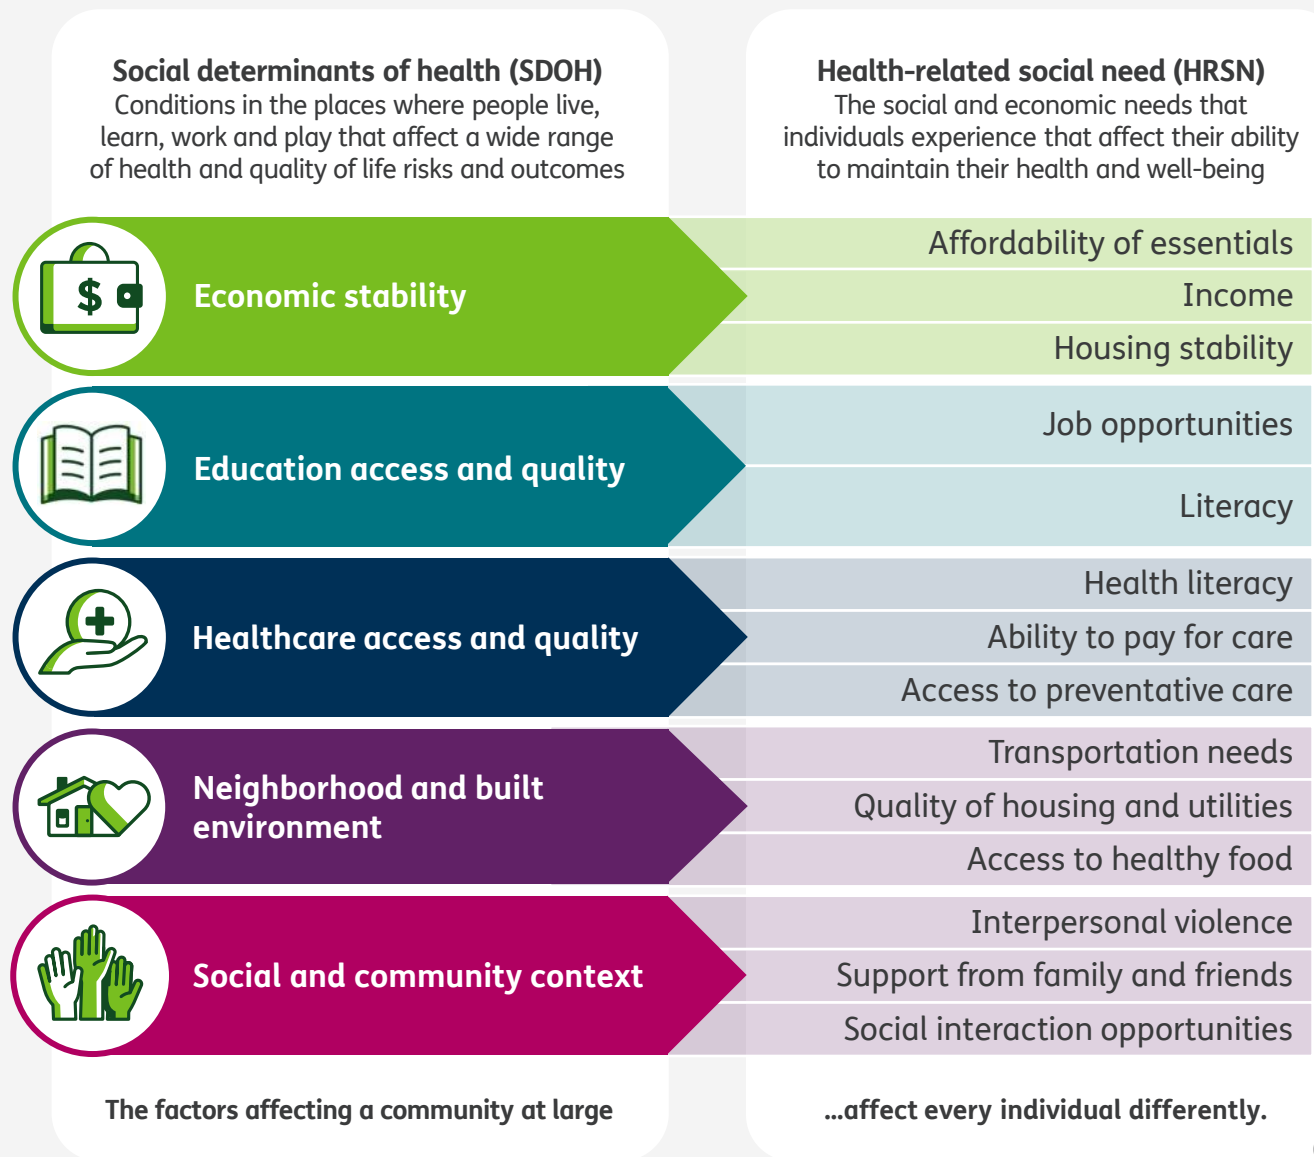 Social determinants of health (SDOH)
Conditions in the places where people live,
learn, work and play that affect a wide range
of health and quality of life risks and outcomes
Health-related social need (HRSN)
The social and economic needs that
individuals experience that affect their ability
to maintain their health and well-being
$
Economic stability
Affordability of essentials
Income
Housing stability
Education access and quality
Job opportunities
Literacy
Healthcare access and quality
Health literacy
Ability to pay for care
Access to preventative care
Neighborhood and built
environment
Transportation needs
Quality of housing and utilities
Access to healthy food
Social and community context
Interpersonal violence
Support from family and friends
Social interaction opportunities
The factors affecting a community at large
...affect every individual differently.